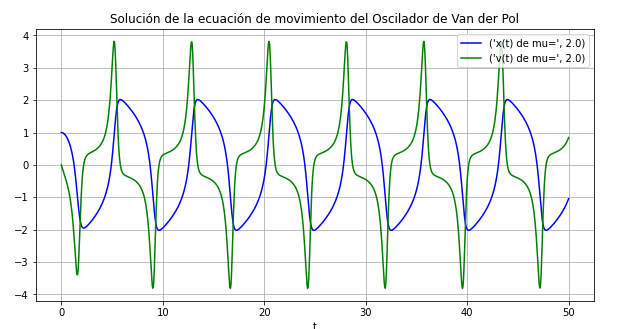 Solución de la ecuación de movimiento del Oscilador de Van der Pol
('x(t) de mu=', 2.0)
('v(t) de mu=', 2.0)
4
3
2
1
0
−1
−2
−3
−4
0 10 20 30 40 50
t